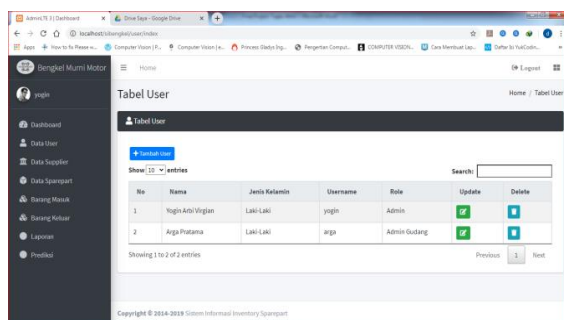 AdminLTE 3 | Dashboard
Drive Saya - Google Drive
localhost/sibengkel/user/index
Apps
How to fix Please w...
Computer Vision | F...
Computer Vision | e...
Princess Gladys Ing...
Pengertian Comput...
COMPUTER VISION...
Cara Membuat Lap...
Daftar Isi YukCodin...
Bengkel Murni Motor
Home
Logout
yogin
Tabel User
Home / Tabel User
Dashboard
Data User
Data Supplier
Data Sparepart
Barang Masuk
Barang Keluar
Laporan
Prediksi
Tabel User
+ Tambah User
Show 10 entries
Search:
No Nama Jenis Kelamin Username Role Update Delete
1 Yogin Arbi Virgian Laki-Laki yogin Admin
2 Arga Pratama Laki-Laki arga Admin Gudang
Showing 1 to 2 of 2 entries
Previous 1 Next
Copyright © 2014-2019 Sistem Informasi Inventory Sparepart